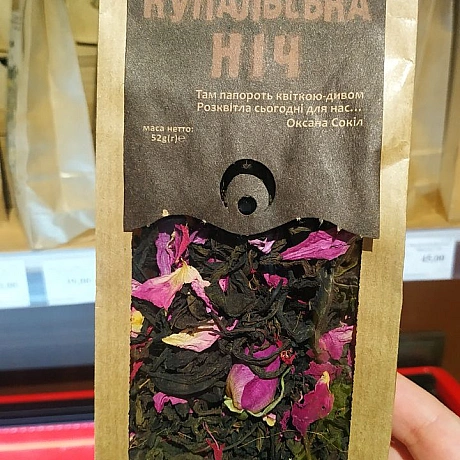 КУПАЛЬСЬКА
НІЧ
Там папороть квіткою-дивом
Розквітла сьогодні для нас...
Оксана Сокіл
маса нетто:
52g(г)℮